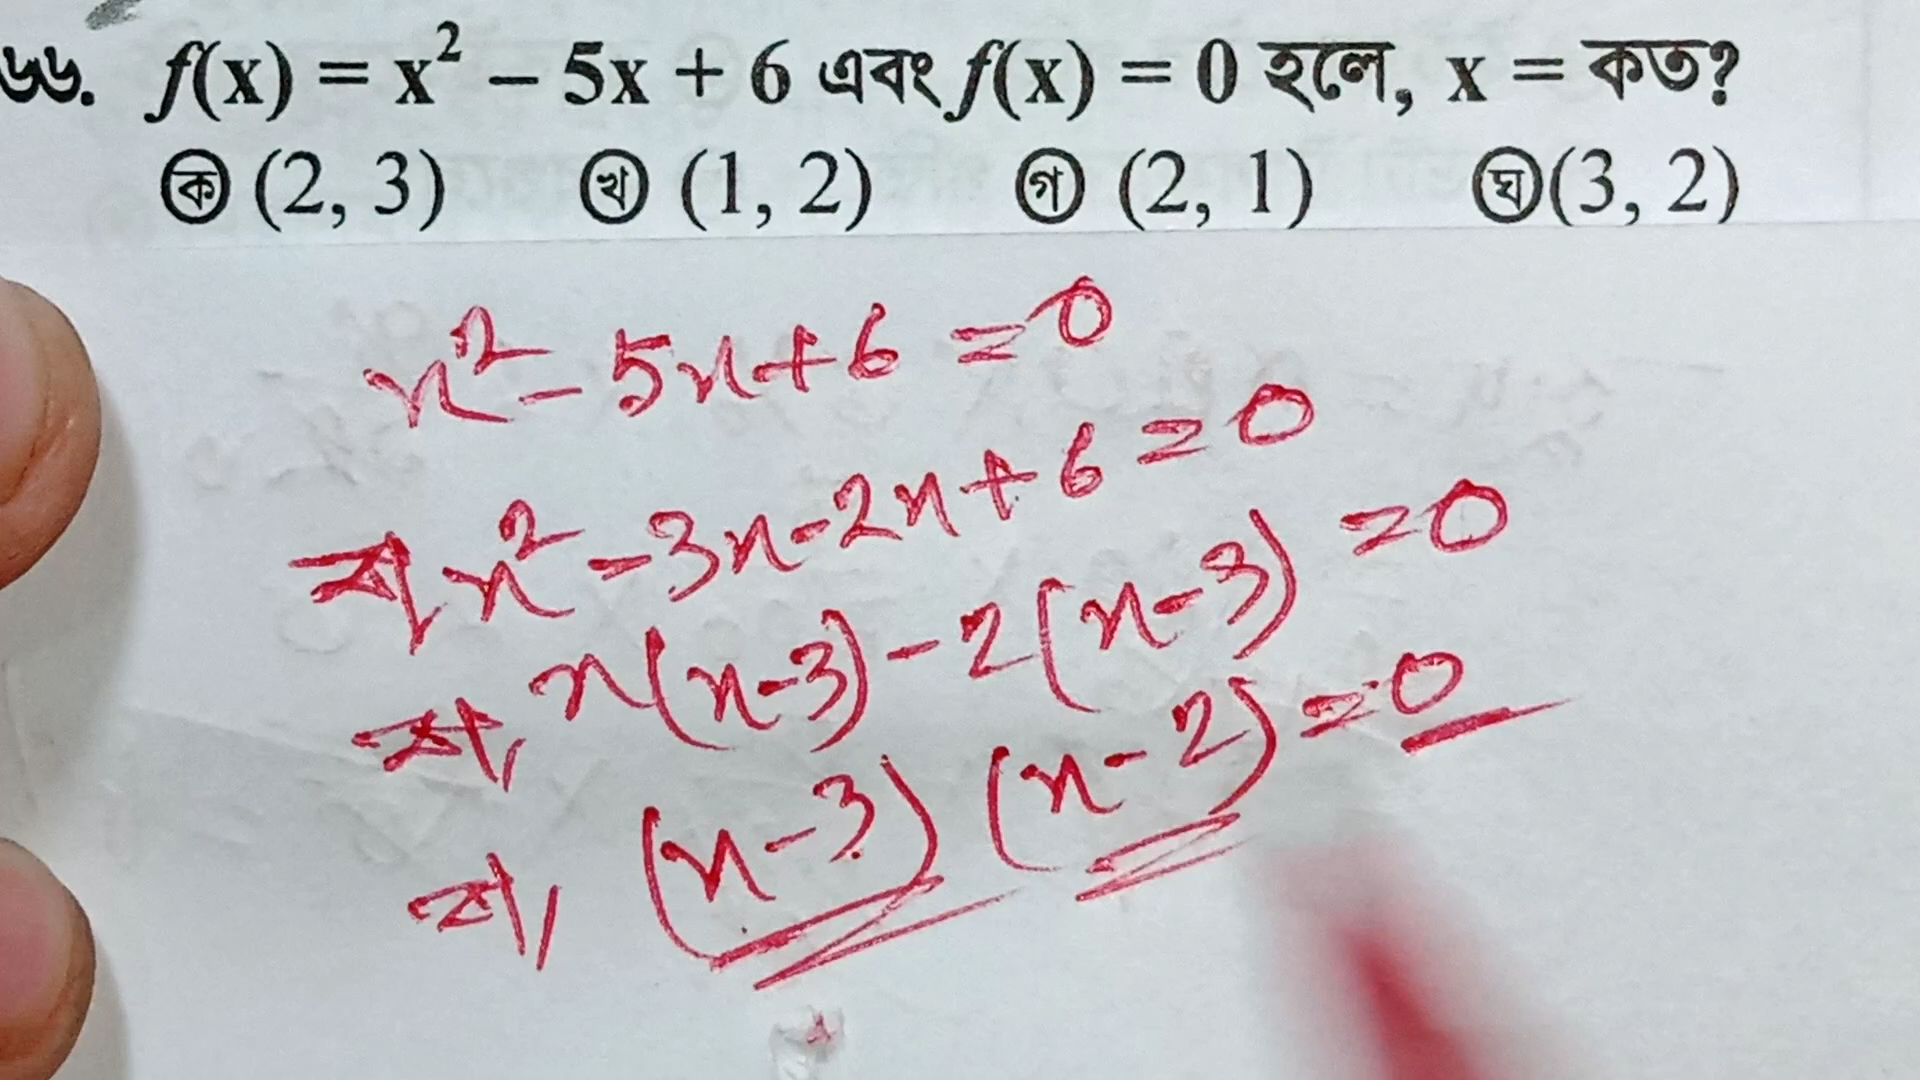 ৬৬. f(x) = x² – 5x + 6 এবং f(x) = 0 হলে, x = কত?
ক (2, 3) খ (1, 2) গ (2, 1) ঘ (3, 2)
x² - 5x + 6 = 0
বা, x² - 3x - 2x + 6 = 0
বা, x(x-3) - 2(x-3) = 0
বা, (x-3) (x-2) = 0